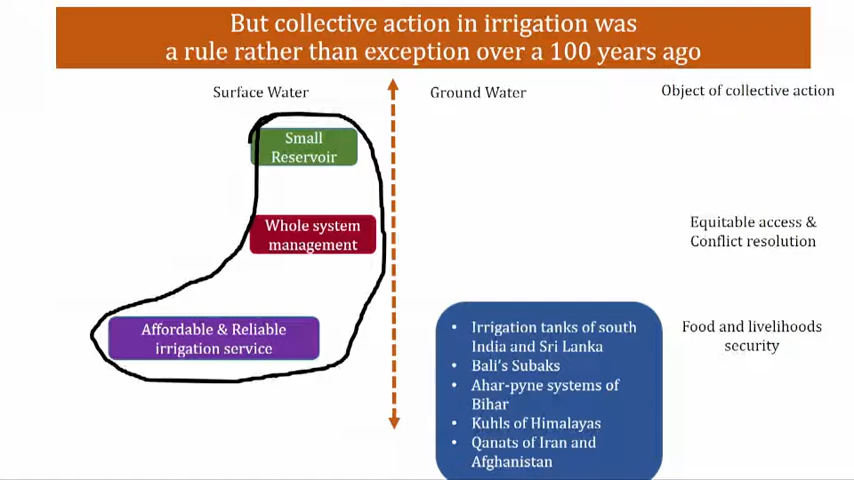 But collective action in irrigation was
a rule rather than exception over a 100 years ago
Surface Water
Ground Water
Object of collective action
Small
Reservoir
Whole system
management
Equitable access &
Conflict resolution
Affordable & Reliable
irrigation service
• Irrigation tanks of south
India and Sri Lanka
• Bali's Subaks
• Ahar-pyne systems of
Bihar
• Kuhls of Himalayas
• Qanats of Iran and
Afghanistan
Food and livelihoods
security